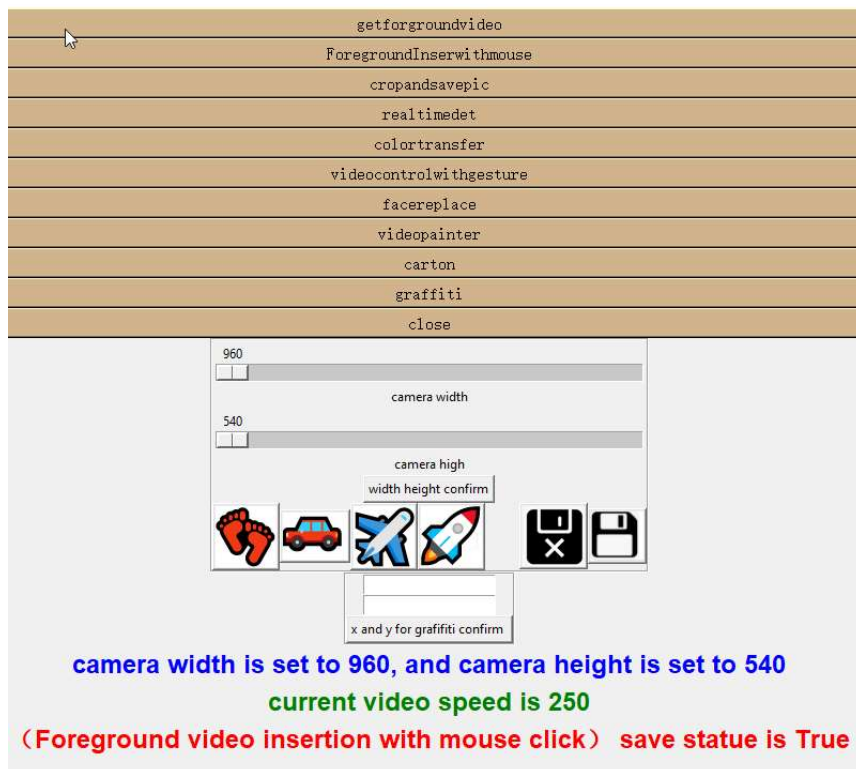 getforgroundvideo
ForegroundInserwithmouse
cropandsavepic
realtimedet
colortransfer
videocontrolwithgesture
facereplace
videopainter
carton
graffiti
close
960
camera width
540
camera high
width height confirm
x and y for grafifiti confirm
camera width is set to 960, and camera height is set to 540
current video speed is 250
（Foreground video insertion with mouse click） save statue is True